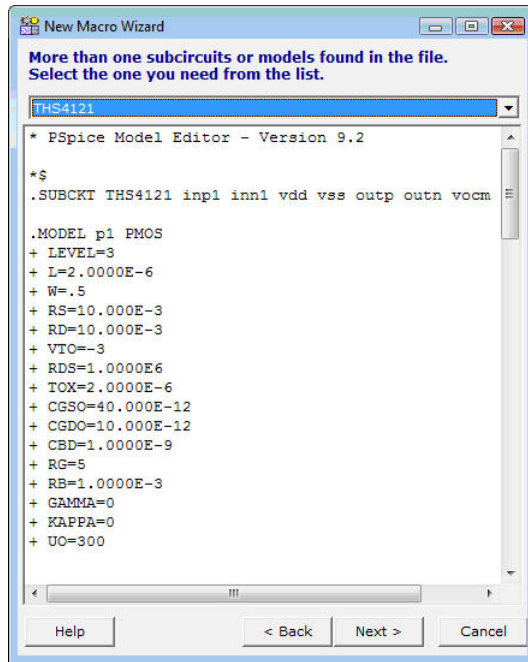 New Macro Wizard
More than one subcircuits or models found in the file.
Select the one you need from the list.
THS4121
* PSpice Model Editor - Version 9.2
*$
.SUBCKT THS4121 inp1 inn1 vdd vss outp outn vocm
.MODEL p1 PMOS
+ LEVEL=3
+ L=2.0000E-6
+ W=.5
+ RS=10.000E-3
+ RD=10.000E-3
+ VTO=-3
+ RDS=1.0000E6
+ TOX=2.0000E-6
+ CGSO=40.000E-12
+ CGDO=10.000E-12
+ CBD=1.0000E-9
+ RG=5
+ RB=1.0000E-3
+ GAMMA=0
+ KAPPA=0
+ UO=300
Help
< Back
Next >
Cancel